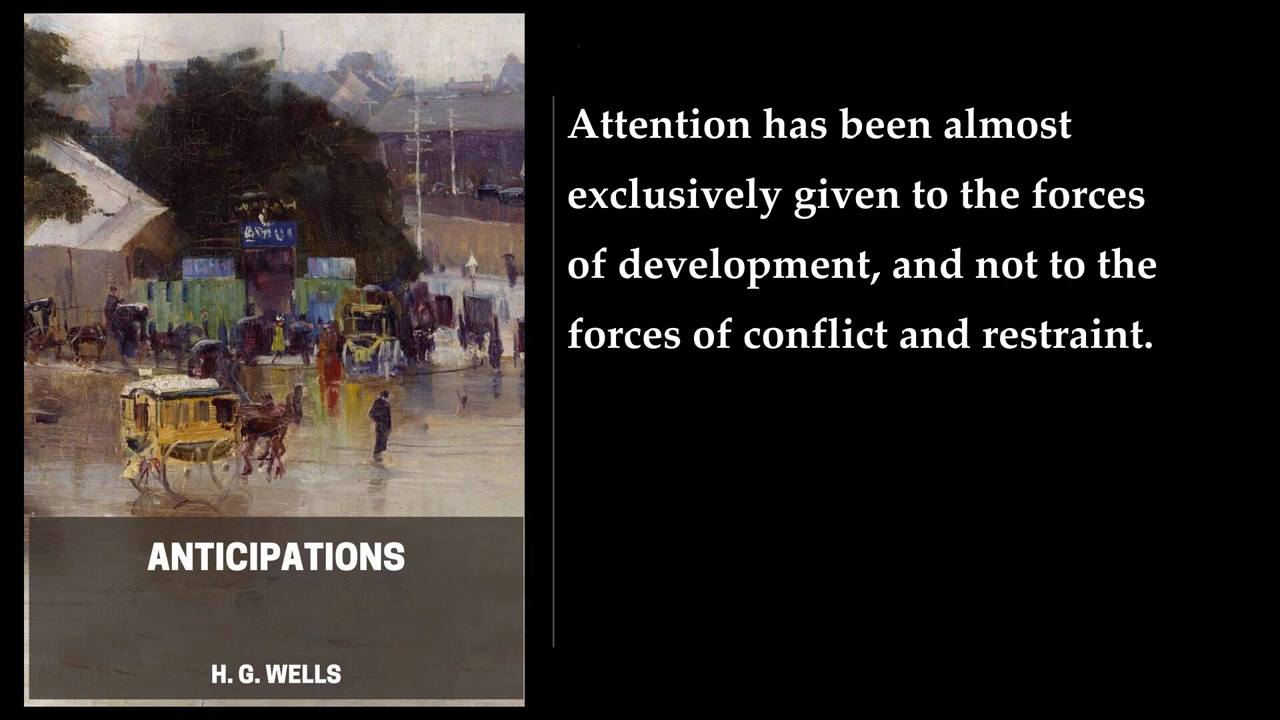 Attention has been almost
exclusively given to the forces
of development, and not to the
forces of conflict and restraint.
ANTICIPATIONS
H. G. WELLS